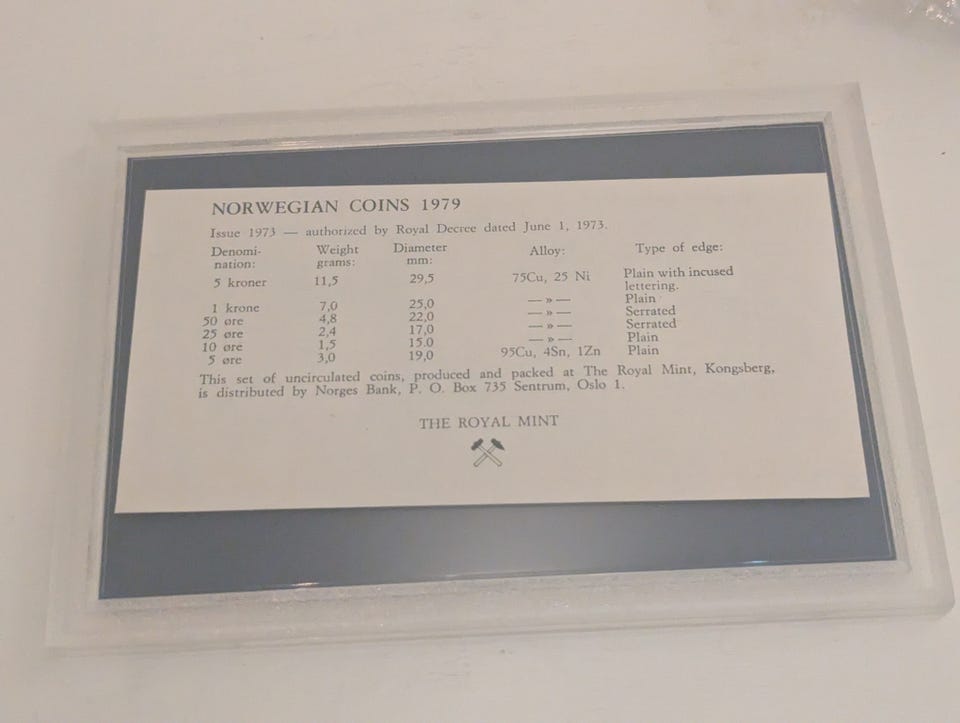 NORWEGIAN COINS 1979
Issue 1973 — authorized by Royal Decree dated June 1, 1973.
Denomi- Weight Diameter Alloy: Type of edge:
nation: grams: mm:
5 kroner 11,5 29,5 75Cu, 25 Ni Plain with incused
lettering.
1 krone 7,0 25,0 — » — Plain
50 øre 4,8 22,0 — » — Serrated
25 øre 2,4 17,0 — » — Serrated
10 øre 1,5 15.0 — » — Plain
5 øre 3,0 19,0 95Cu, 4Sn, 1Zn Plain
This set of uncirculated coins, produced and packed at The Royal Mint, Kongsberg,
is distributed by Norges Bank, P. O. Box 735 Sentrum, Oslo 1.
THE ROYAL MINT